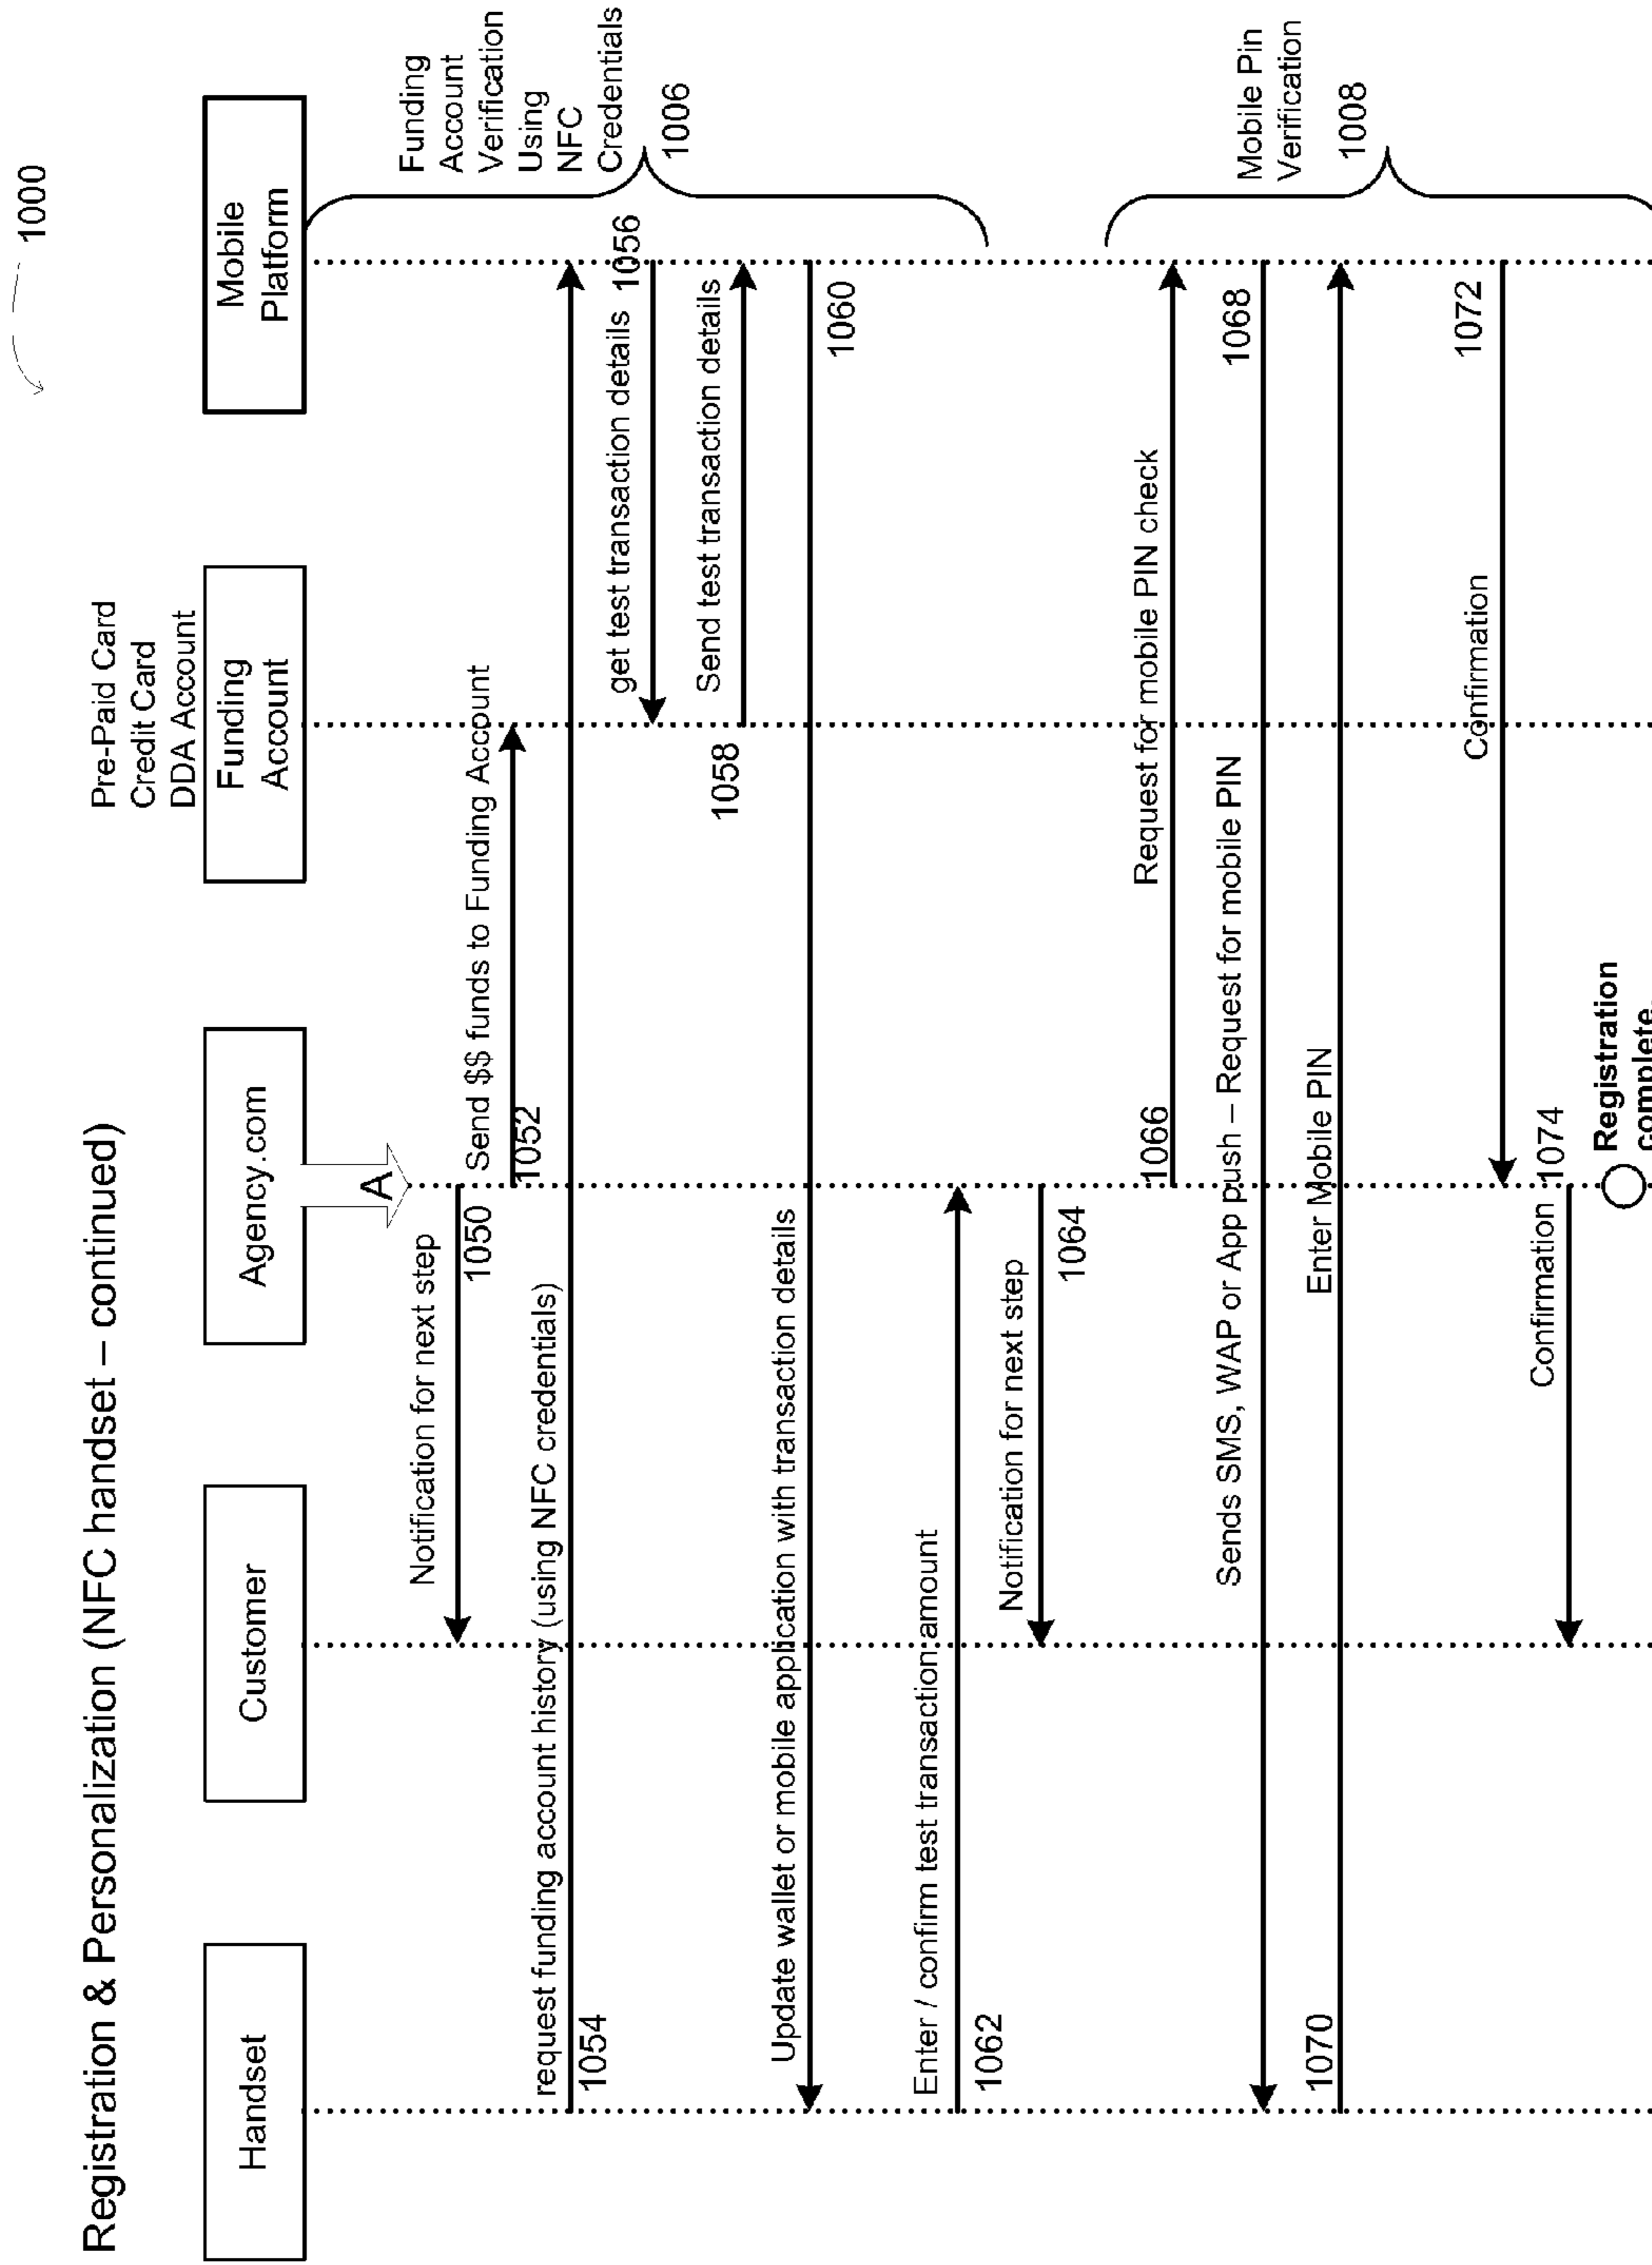 1000
Registration & Personalization (NFC handset – continued)
Pre-Paid Card
Credit Card
DDA Account
Handset
Customer
Agency.com
Funding
Account
Mobile
Platform
A
Funding
Account
Verification
Using
NFC
Credentials
1006
Notification for next step
1050
Send $$ funds to Funding Account
1052
request funding account history (using NFC credentials)
1054
get test transaction details 1056
Send test transaction details
1058
Update wallet or mobile application with transaction details
1060
Enter / confirm test transaction amount
1062
Notification for next step
1064
Mobile Pin
Verification
1008
Request for mobile PIN check
1066
Sends SMS, WAP or App push – Request for mobile PIN
1068
Enter Mobile PIN
1070
Confirmation
1072
Confirmation
1074
Registration
complete